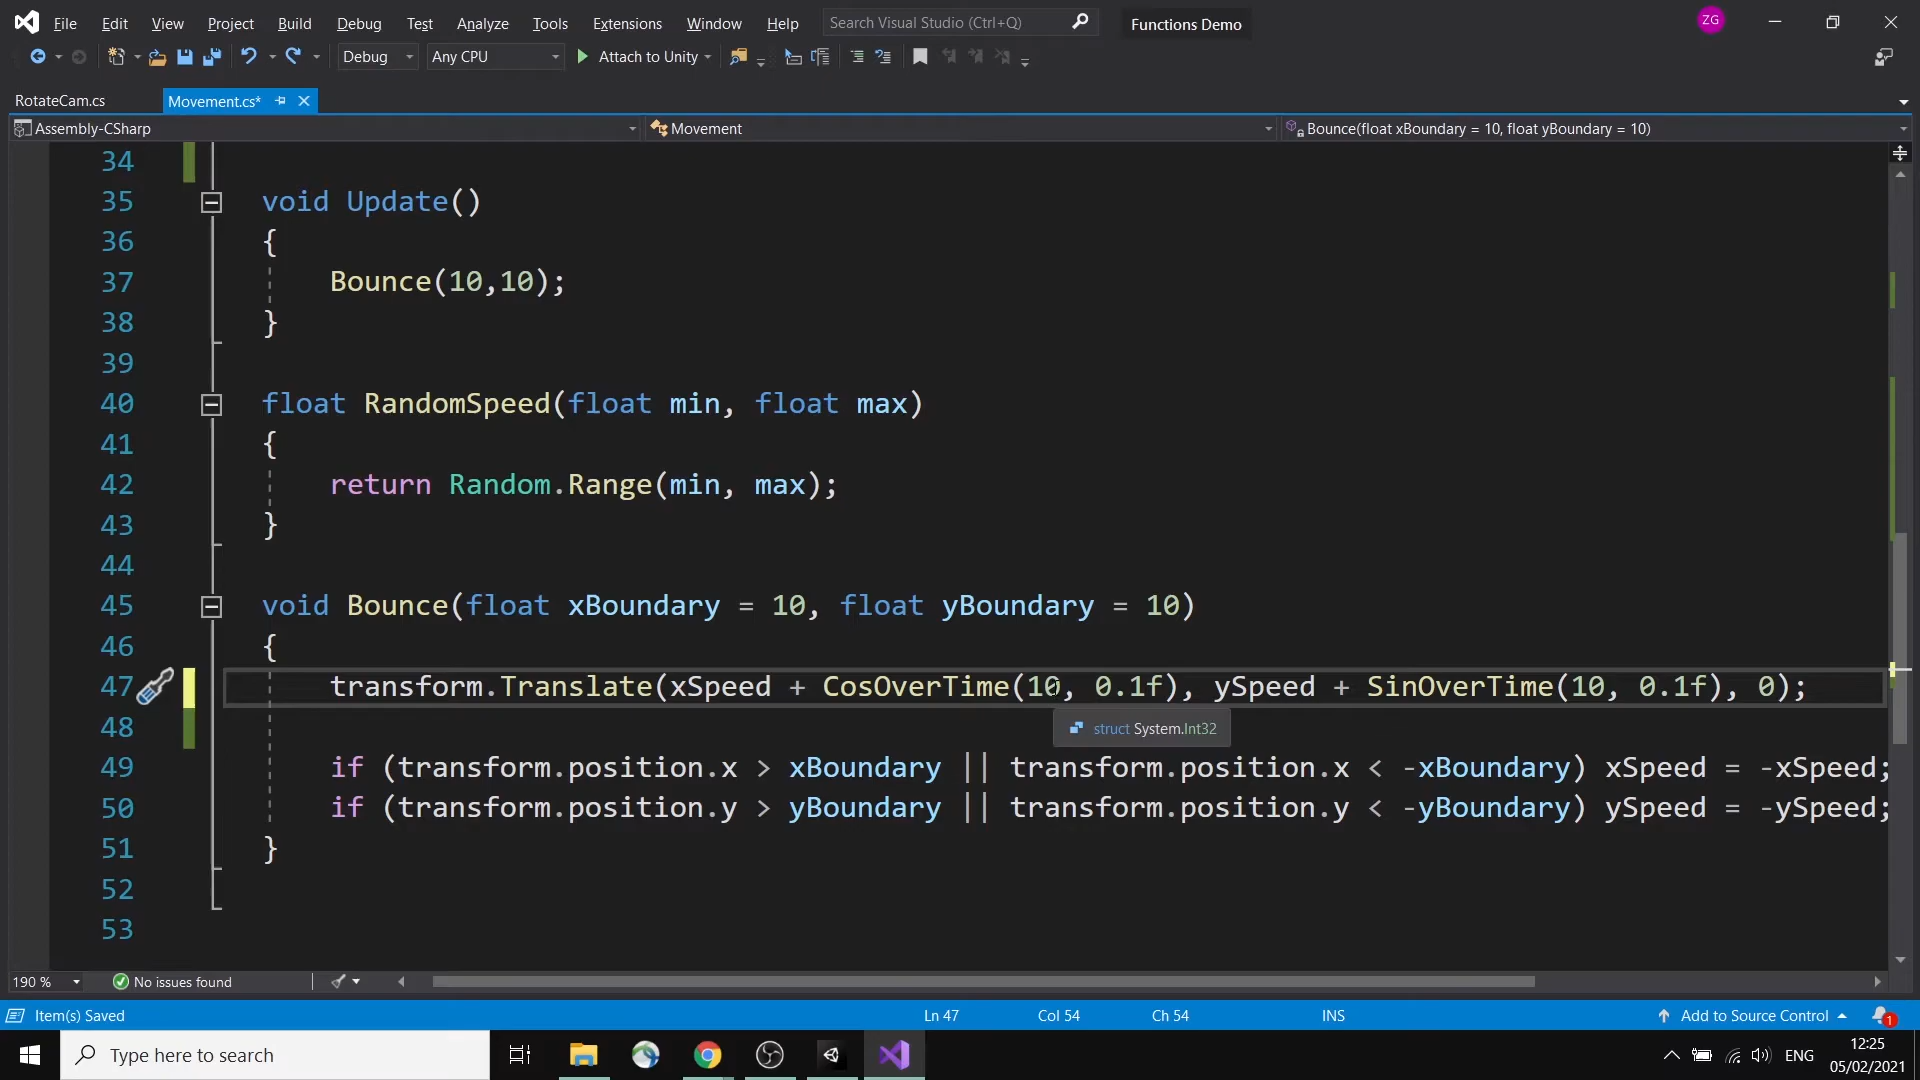 File Edit View Project Build Debug Test Analyze Tools Extensions Window Help Search Visual Studio (Ctrl+Q) Functions Demo ZG
Debug Any CPU Attach to Unity
RotateCam.cs Movement.cs*
Assembly-CSharp Movement Bounce(float xBoundary = 10, float yBoundary = 10)
34
35 void Update()
36 {
37 Bounce(10,10);
38 }
39
40 float RandomSpeed(float min, float max)
41 {
42 return Random.Range(min, max);
43 }
44
45 void Bounce(float xBoundary = 10, float yBoundary = 10)
46 {
47 transform.Translate(xSpeed + CosOverTime(10, 0.1f), ySpeed + SinOverTime(10, 0.1f), 0);
struct System.Int32
48
49 if (transform.position.x > xBoundary || transform.position.x < -xBoundary) xSpeed = -xSpeed;
50 if (transform.position.y > yBoundary || transform.position.y < -yBoundary) ySpeed = -ySpeed;
51 }
52
53
190 % No issues found
Item(s) Saved Ln 47 Col 54 Ch 54 INS Add to Source Control 1
Type here to search ENG 12:25
05/02/2021